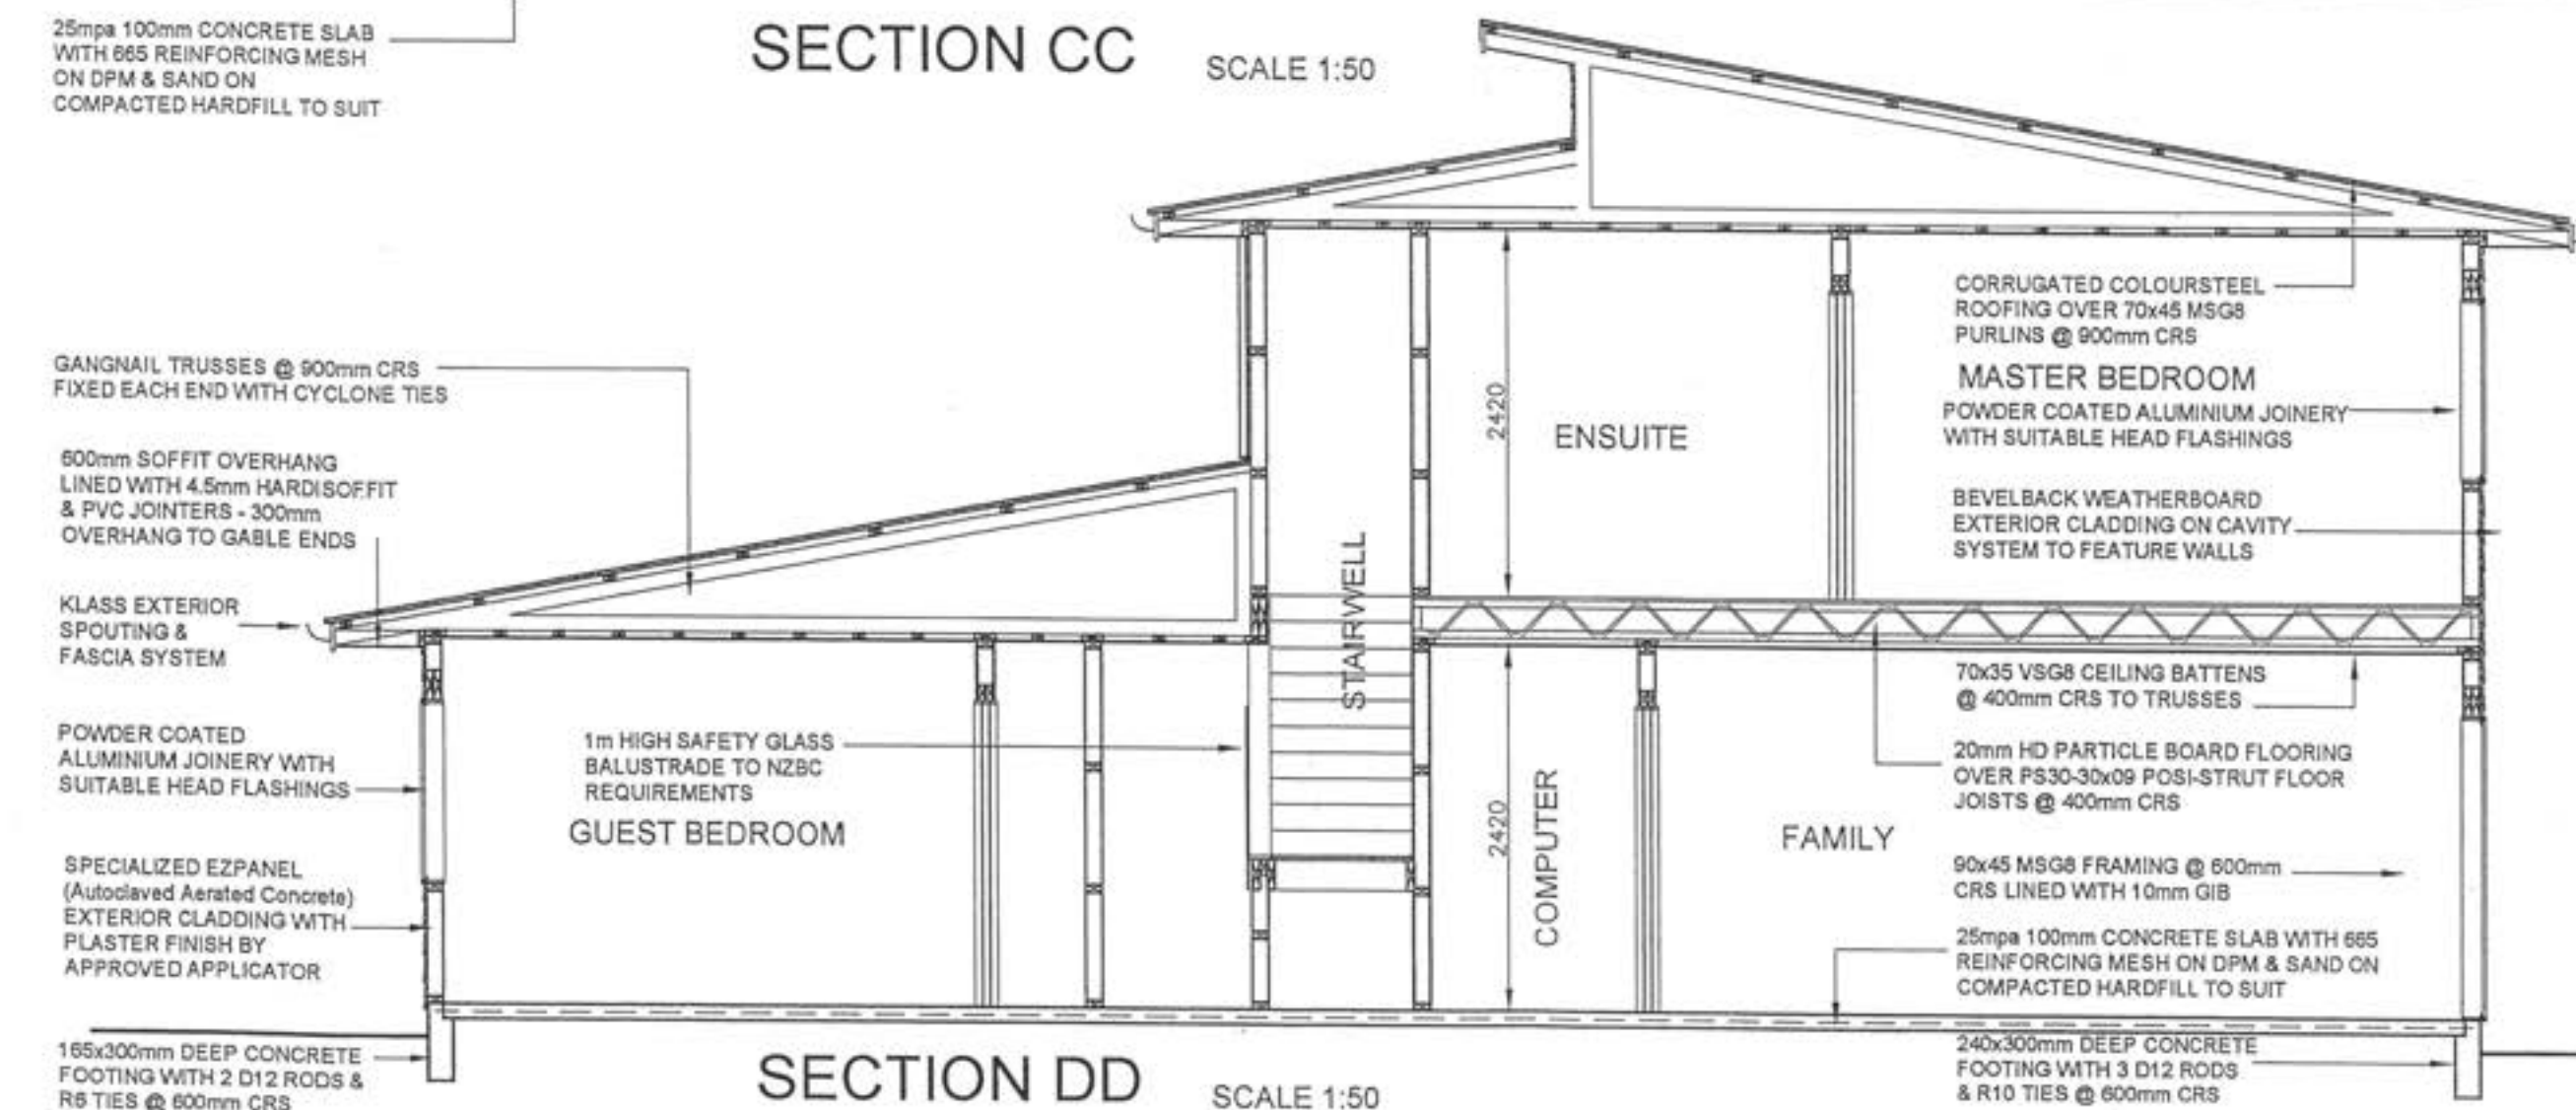 25mpa 100mm CONCRETE SLAB
WITH 665 REINFORCING MESH
ON DPM & SAND ON
COMPACTED HARDFILL TO SUIT
SECTION CC
SCALE 1:50
GANGNAIL TRUSSES @ 900mm CRS
FIXED EACH END WITH CYCLONE TIES
600mm SOFFIT OVERHANG
LINED WITH 4.5mm HARDISOFFIT
& PVC JOINTERS - 300mm
OVERHANG TO GABLE ENDS
KLASS EXTERIOR
SPOUTING &
FASCIA SYSTEM
POWDER COATED
ALUMINIUM JOINERY WITH
SUITABLE HEAD FLASHINGS
SPECIALIZED EZPANEL
(Autoclaved Aerated Concrete)
EXTERIOR CLADDING WITH
PLASTER FINISH BY
APPROVED APPLICATOR
165x300mm DEEP CONCRETE
FOOTING WITH 2 D12 RODS &
R6 TIES @ 600mm CRS
1m HIGH SAFETY GLASS
BALUSTRADE TO NZBC
REQUIREMENTS
GUEST BEDROOM
STAIRWELL
2420
ENSUITE
2420
COMPUTER
FAMILY
CORRUGATED COLOURSTEEL
ROOFING OVER 70x45 MSG8
PURLINS @ 900mm CRS
MASTER BEDROOM
POWDER COATED ALUMINIUM JOINERY
WITH SUITABLE HEAD FLASHINGS
BEVELBACK WEATHERBOARD
EXTERIOR CLADDING ON CAVITY
SYSTEM TO FEATURE WALLS
70x35 VSG8 CEILING BATTENS
@ 400mm CRS TO TRUSSES
20mm HD PARTICLE BOARD FLOORING
OVER PS30-30x09 POSI-STRUT FLOOR
JOISTS @ 400mm CRS
90x45 MSG8 FRAMING @ 600mm
CRS LINED WITH 10mm GIB
25mpa 100mm CONCRETE SLAB WITH 665
REINFORCING MESH ON DPM & SAND ON
COMPACTED HARDFILL TO SUIT
240x300mm DEEP CONCRETE
FOOTING WITH 3 D12 RODS
& R10 TIES @ 600mm CRS
SECTION DD
SCALE 1:50